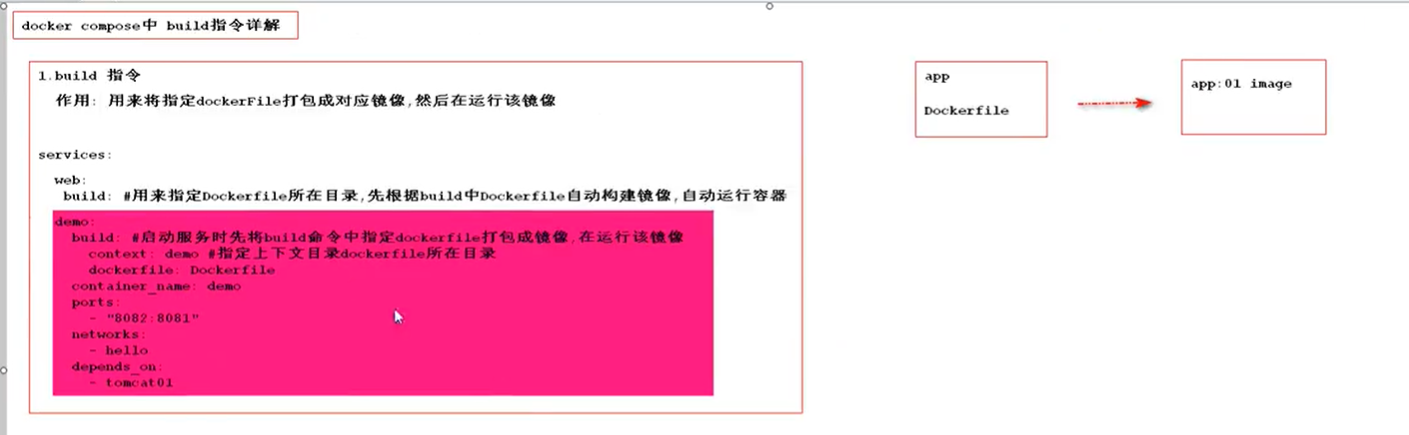 docker compose中 build指令详解
1.build 指令
作用: 用来将指定dockerFile打包成对应镜像,然后在运行该镜像
services:
web:
build: #用来指定Dockerfile所在目录,先根据build中Dockerfile自动构建镜像,自动运行容器
demo:
build: #启动服务时先将build命令中指定dockerfile打包成镜像,在运行该镜像
context: demo #指定上下文目录dockerfile所在目录
dockerfile: Dockerfile
container_name: demo
ports:
- "8082:8081"
networks:
- hello
depends_on:
- tomcat01
app
Dockerfile
app:01 image